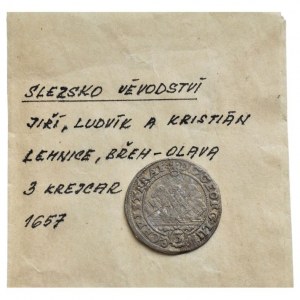 SLEZSKO VÉVODSTVÍ
JIŘÍ, LUDVÍK A KRISTIÁN
LEHNICE, BŘEH-OLAVA
3 KREJCAR
1657